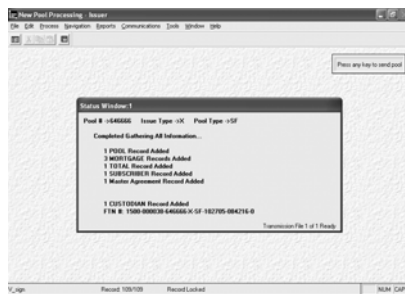 New Pool Processing - Issuer
File Edit Process Navigation Reports Communications Tools Window Help
Press any key to send pool
Status Window:1
Pool # ->646666 Issue Type ->X Pool Type ->SF
Completed Gathering All Information...
1 POOL Record Added
3 MORTGAGE Records Added
1 TOTAL Record Added
1 SUBSCRIBER Record Added
1 Master Agreement Record Added
1 CUSTODIAN Record Added
FTN #: 1500-000030-646666-X-SF-102705-084216-0
Transmission File 1 of 1 Ready
V_sign Record: 109/109 Record Locked NUM CAP